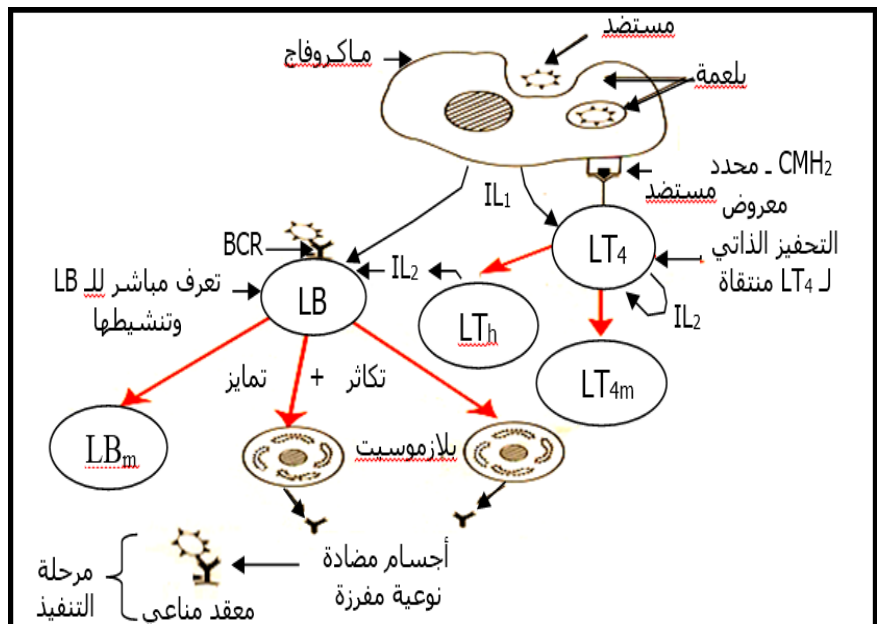 مستضد
ماكروفاج
بلعمة
CMH₂ ـ محدد
مستضد
معروض
IL₁
BCR
التحفيز الذاتي
لـ LT₄ منتقاة
LT₄
IL₂
تعرف مباشر للـ LB
وتنشيطها
LB
LTh
IL₂
LT₄m
تكاثر + تمايز
LBm
بلازموسيت
أجسام مضادة
نوعية مفرزة
مرحلة
التنفيذ
معقد مناعي